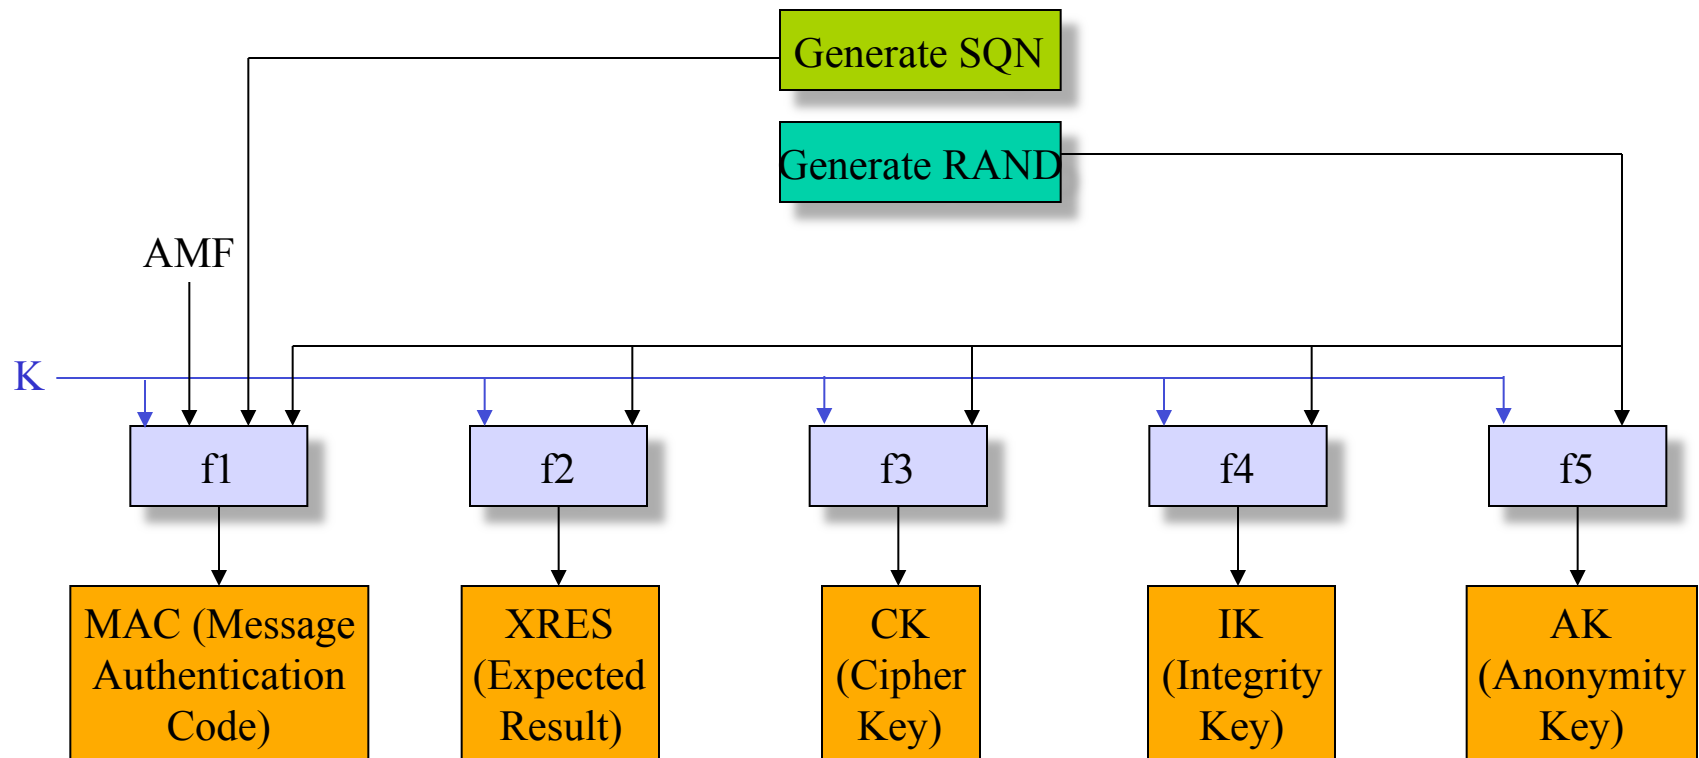 Generate SQN
Generate RAND
AMF
K
f1
f2
f3
f4
f5
MAC (Message
Authentication
Code)
XRES
(Expected
Result)
CK
(Cipher
Key)
IK
(Integrity
Key)
AK
(Anonymity
Key)